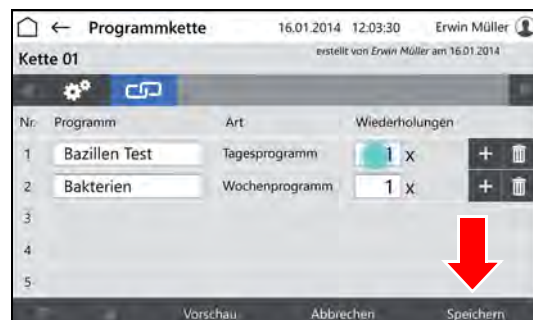 ← Programmkette 16.01.2014 12:03:30 Erwin Müller
Kette 01 erstellt von Erwin Müller am 16.01.2014
Nr. Programm Art Wiederholungen
1 Bazillen Test Tagesprogramm 1 x +
2 Bakterien Wochenprogramm 1 x +
3
4
5
Vorschau Abbrechen Speichern